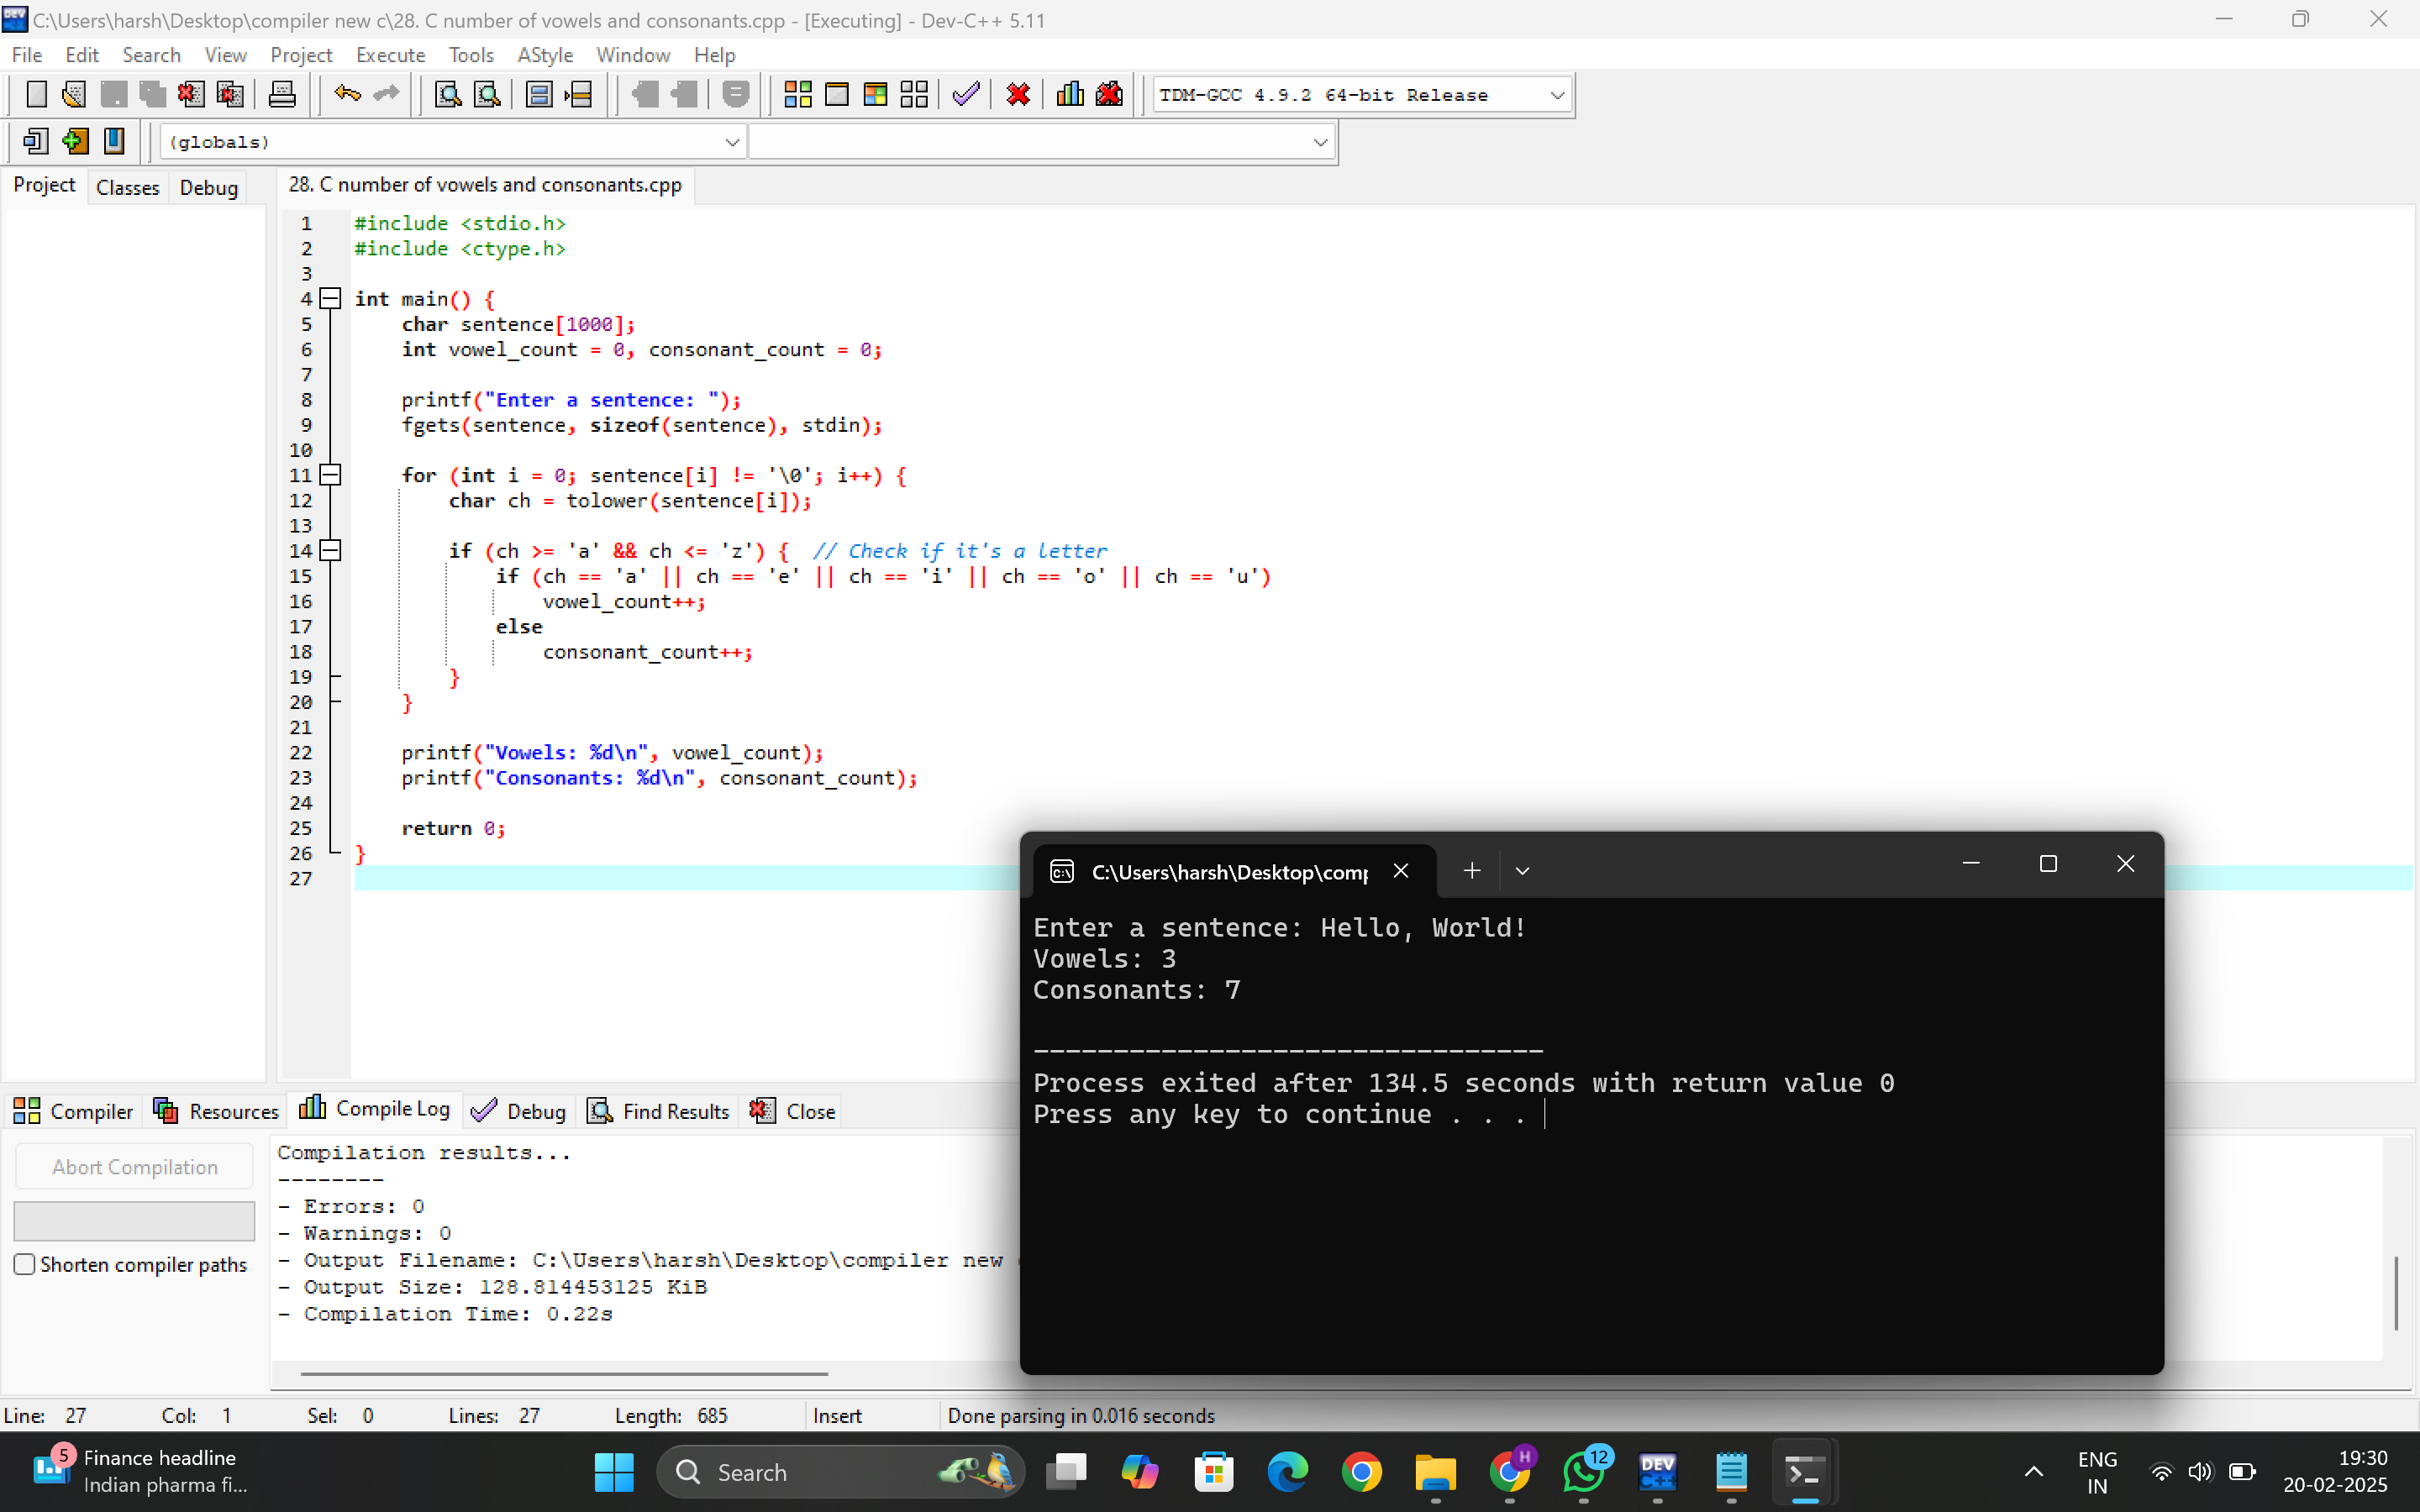 C:\Users\harsh\Desktop\compiler new c\28. C number of vowels and consonants.cpp - [Executing] - Dev-C++ 5.11
File Edit Search View Project Execute Tools AStyle Window Help
TDM-GCC 4.9.2 64-bit Release
(globals)
Project Classes Debug
28. C number of vowels and consonants.cpp
1 #include <stdio.h>
2 #include <ctype.h>
3
4 int main() {
5 char sentence[1000];
6 int vowel_count = 0, consonant_count = 0;
7
8 printf("Enter a sentence: ");
9 fgets(sentence, sizeof(sentence), stdin);
10
11 for (int i = 0; sentence[i] != '\0'; i++) {
12 char ch = tolower(sentence[i]);
13
14 if (ch >= 'a' && ch <= 'z') { // Check if it's a letter
15 if (ch == 'a' || ch == 'e' || ch == 'i' || ch == 'o' || ch == 'u')
16 vowel_count++;
17 else
18 consonant_count++;
19 }
20 }
21
22 printf("Vowels: %d\n", vowel_count);
23 printf("Consonants: %d\n", consonant_count);
24
25 return 0;
26 }
27
C:\Users\harsh\Desktop\comp
Enter a sentence: Hello, World!
Vowels: 3
Consonants: 7
--------------------------------
Process exited after 134.5 seconds with return value 0
Press any key to continue . . .
Compiler Resources Compile Log Debug Find Results Close
Abort Compilation
Shorten compiler paths
Compilation results...
--------
- Errors: 0
- Warnings: 0
- Output Filename: C:\Users\harsh\Desktop\compiler new
- Output Size: 128.814453125 KiB
- Compilation Time: 0.22s
Line: 27 Col: 1 Sel: 0 Lines: 27 Length: 685 Insert Done parsing in 0.016 seconds
5
Finance headline
Indian pharma fi...
Search
H
12
DEV C++
ENG
IN
19:30
20-02-2025